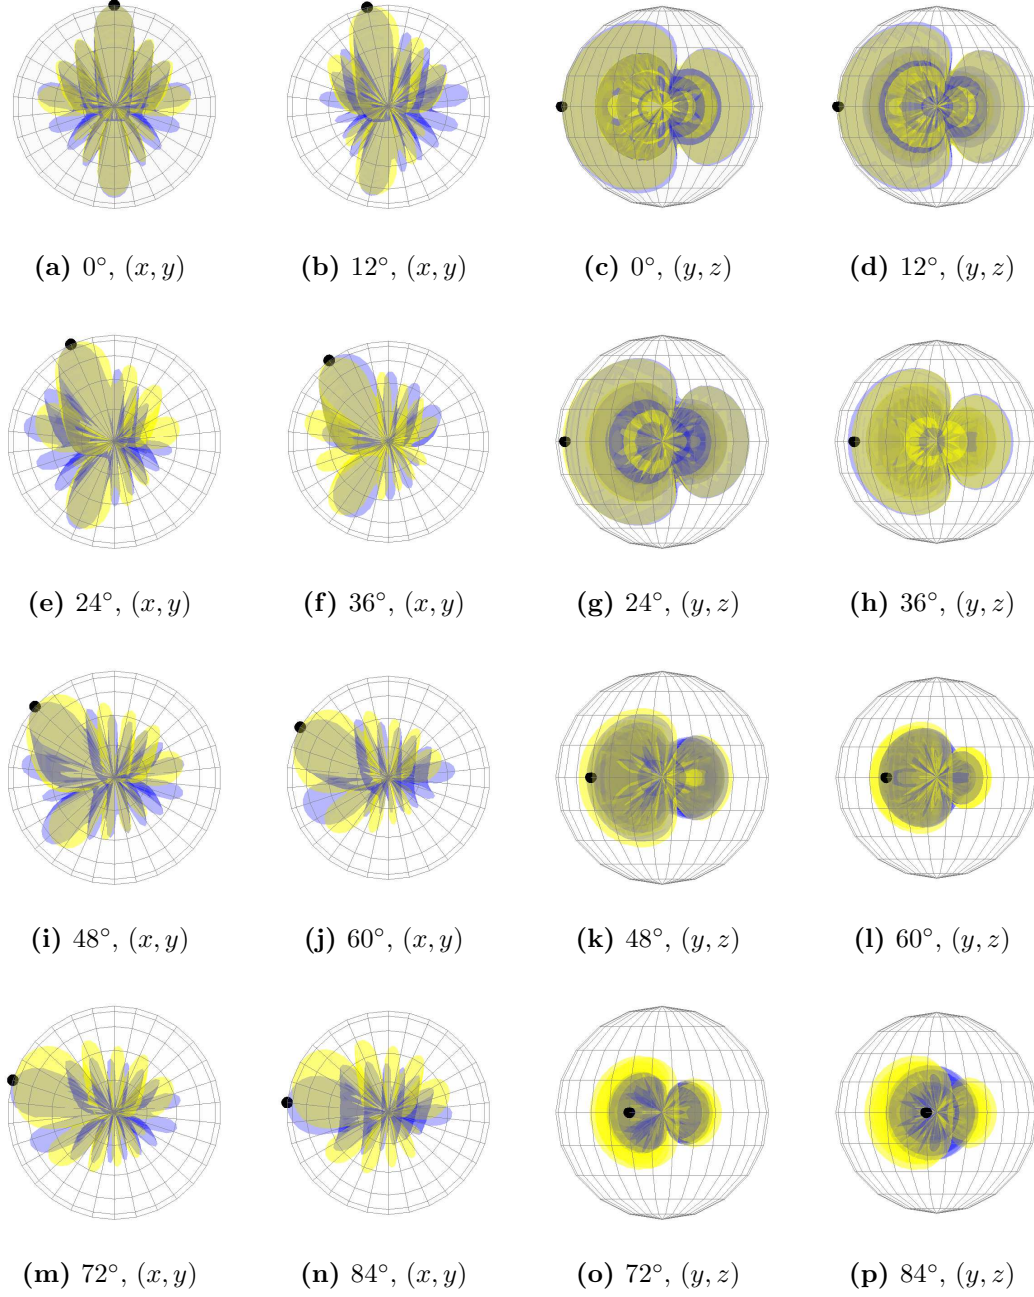 (a) 0°, (x, y)
(b) 12°, (x, y)
(c) 0°, (y, z)
(d) 12°, (y, z)
(e) 24°, (x, y)
(f) 36°, (x, y)
(g) 24°, (y, z)
(h) 36°, (y, z)
(i) 48°, (x, y)
(j) 60°, (x, y)
(k) 48°, (y, z)
(l) 60°, (y, z)
(m) 72°, (x, y)
(n) 84°, (x, y)
(o) 72°, (y, z)
(p) 84°, (y, z)